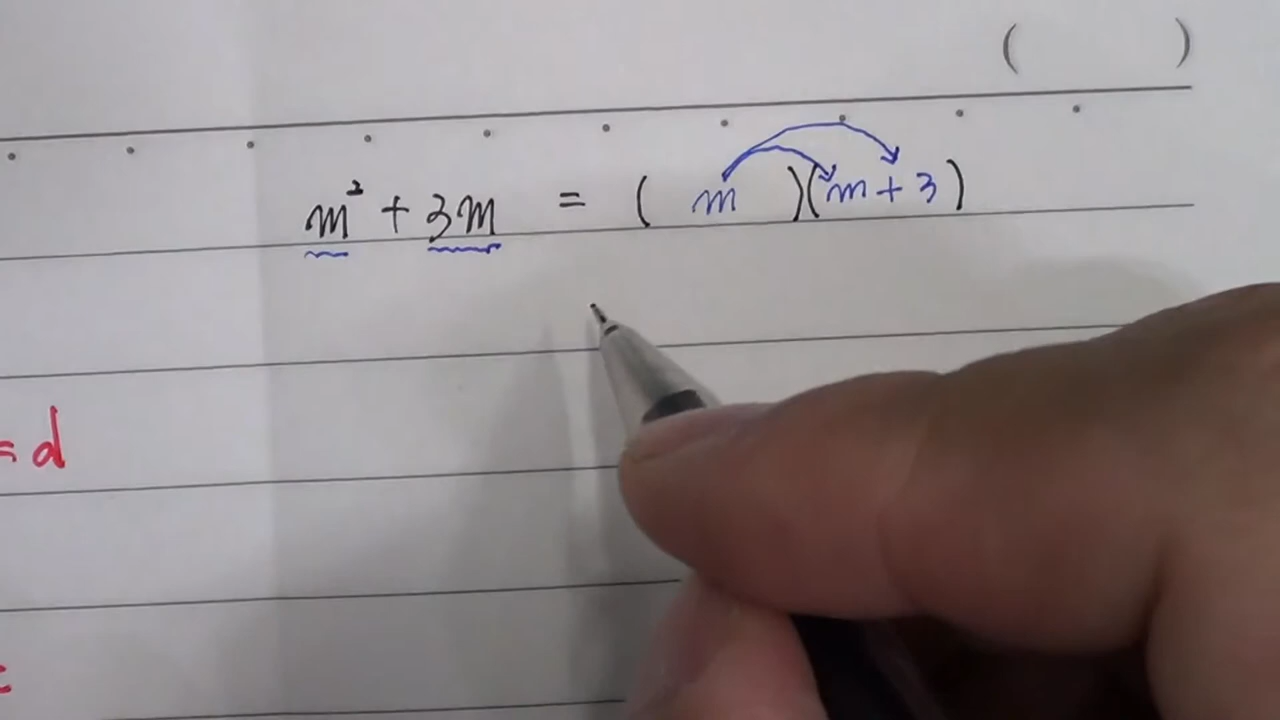 ( )
m² + 3m = ( m )(m + 3)
= d
=